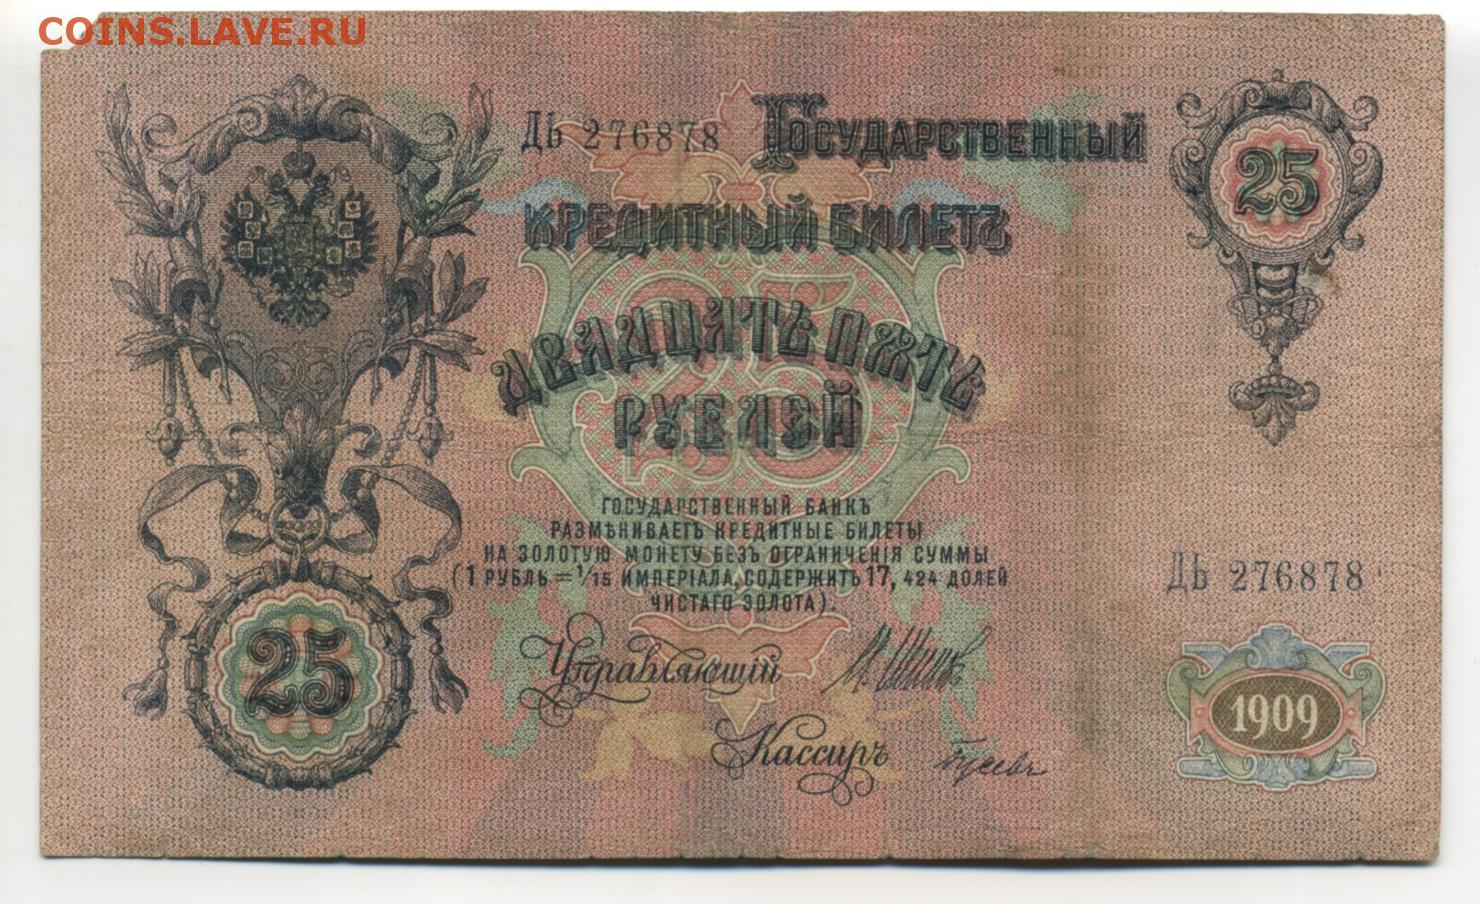 COINS.LAVE.RU
ДЬ 276878
ГОСУДАРСТВЕННЫЙ
25
КРЕДИТНЫЙ БИЛЕТЪ
25
ДВАДЦАТЬ ПЯТЬ
РУБЛЕЙ
ГОСУДАРСТВЕННЫЙ БАНКЪ
РАЗМѢНИВАЕТЪ КРЕДИТНЫЕ БИЛЕТЫ
НА ЗОЛОТУЮ МОНЕТУ БЕЗЪ ОГРАНИЧЕНІЯ СУММЫ
(1 РУБЛЬ = 1/15 ИМПЕРІАЛА, СОДЕРЖИТЪ 17, 424 ДОЛЕЙ
ЧИСТАГО ЗОЛОТА).
ДЬ 276878
25
Управляющій
Кассиръ Гусевъ
1909